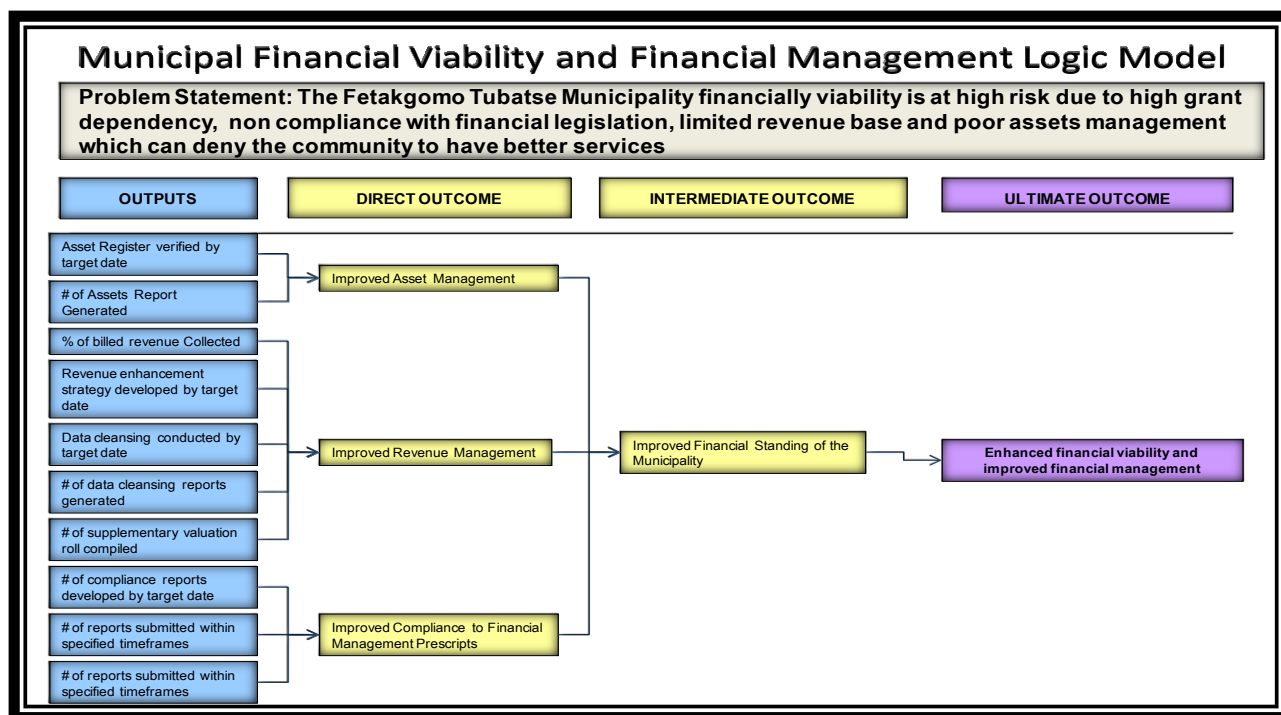 Municipal Financial Viability and Financial Management Logic Model
Problem Statement: The Fetakgomo Tubatse Municipality financially viability is at high risk due to high grant
dependency, non compliance with financial legislation, limited revenue base and poor assets management
which can deny the community to have better services
OUTPUTS
DIRECT OUTCOME
INTERMEDIATE OUTCOME
ULTIMATE OUTCOME
Asset Register verified by
target date
# of Assets Report
Generated
% of billed revenue Collected
Revenue enhancement
strategy developed by target
date
Data cleansing conducted by
target date
# of data cleansing reports
generated
# of supplementary valuation
roll compiled
# of compliance reports
developed by target date
# of reports submitted within
specified timeframes
# of reports submitted within
specified timeframes
Improved Asset Management
Improved Revenue Management
Improved Compliance to Financial
Management Prescripts
Improved Financial Standing of the
Municipality
Enhanced financial viability and
improved financial management